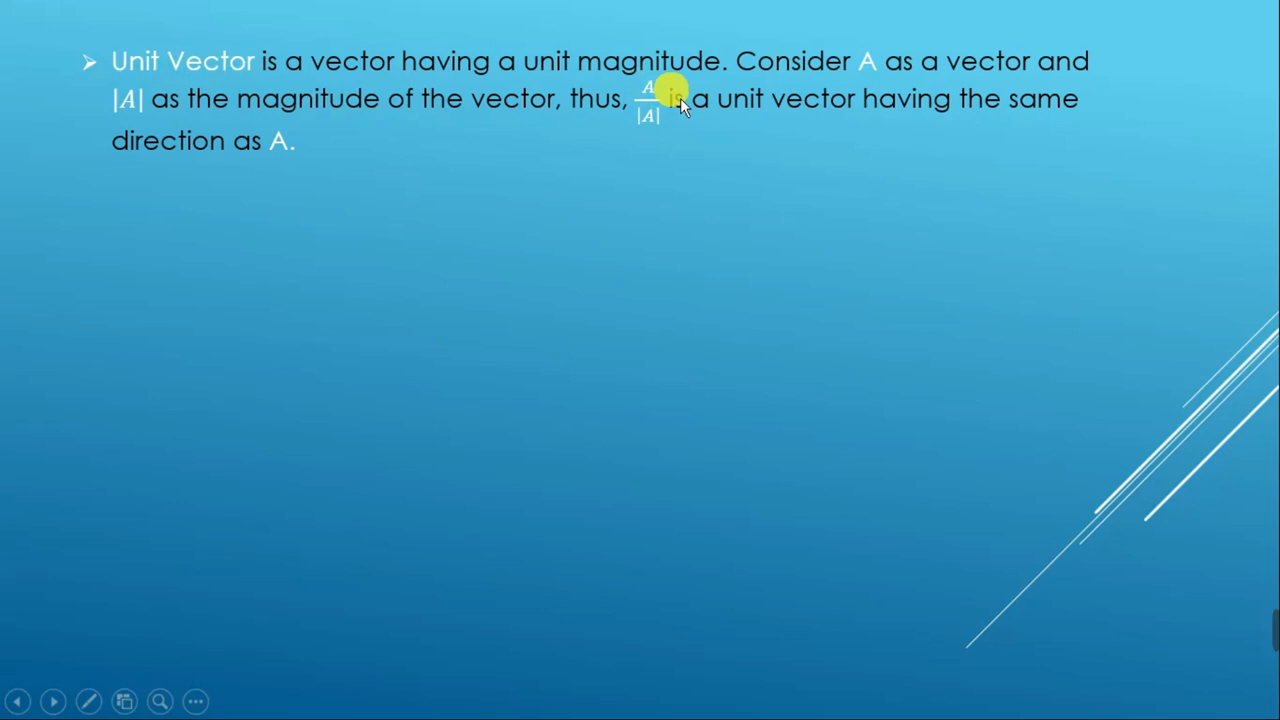 Unit Vector is a vector having a unit magnitude. Consider A as a vector and
|A| as the magnitude of the vector, thus, A/|A| is a unit vector having the same
direction as A.